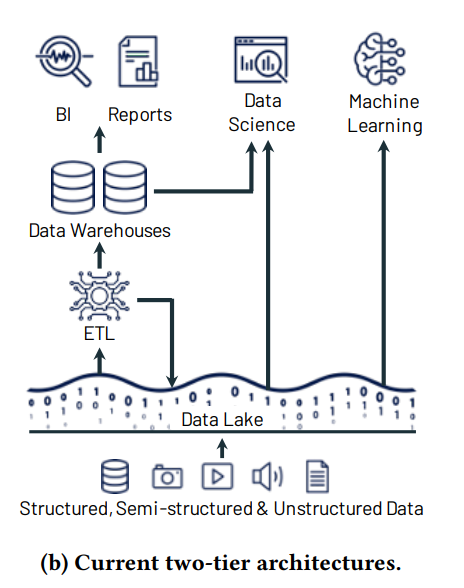 BI
Reports
Data
Science
Machine
Learning
Data Warehouses
ETL
Data Lake
Structured, Semi-structured & Unstructured Data
(b) Current two-tier architectures.